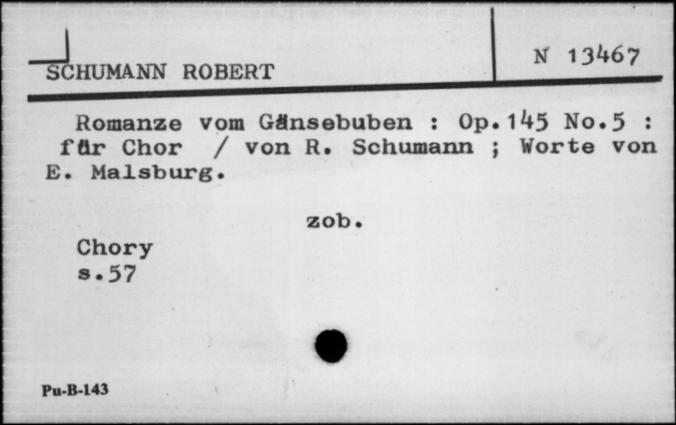 SCHUMANN ROBERT
N 13467
Romanze vom Gänsebuben : Op.145 No.5 :
für Chor / von R. Schumann ; Worte von
E. Malsburg.
zob.
Chory
s.57
Pu-B-143